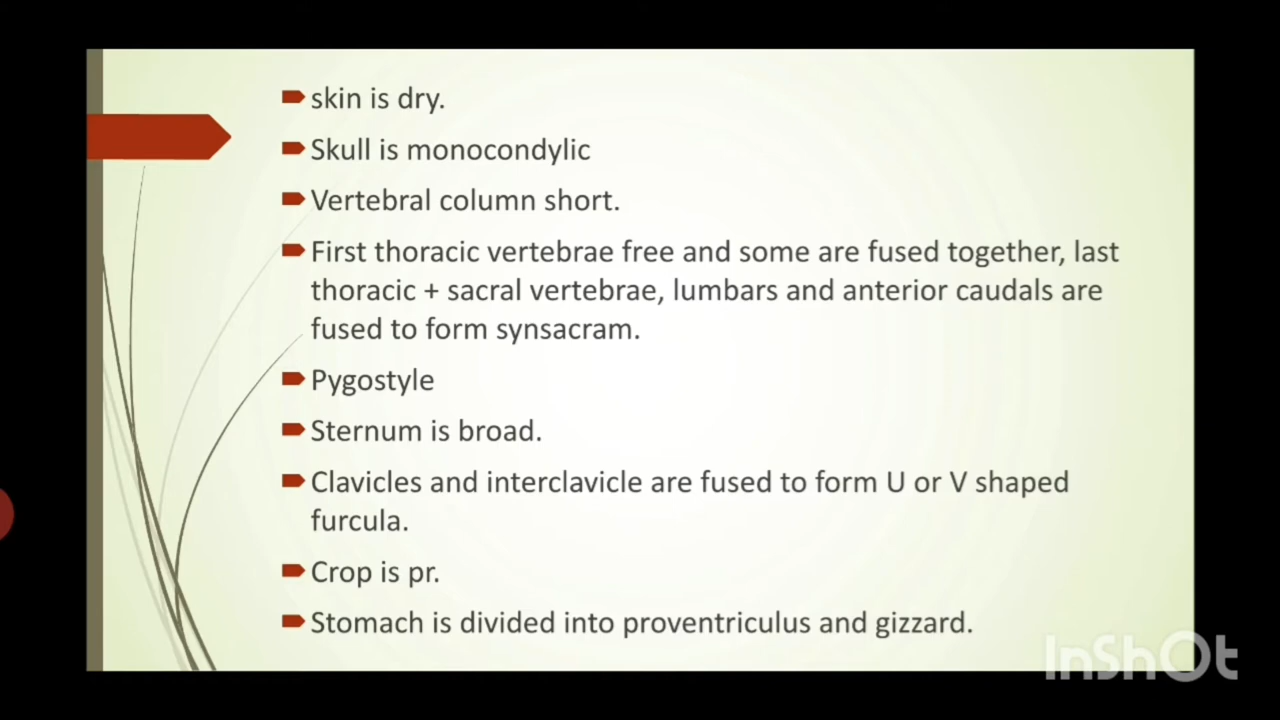 skin is dry.
Skull is monocondylic
Vertebral column short.
First thoracic vertebrae free and some are fused together, last
thoracic + sacral vertebrae, lumbars and anterior caudals are
fused to form synsacram.
Pygostyle
Sternum is broad.
Clavicles and interclavicle are fused to form U or V shaped
furcula.
Crop is pr.
Stomach is divided into proventriculus and gizzard.
InShOt